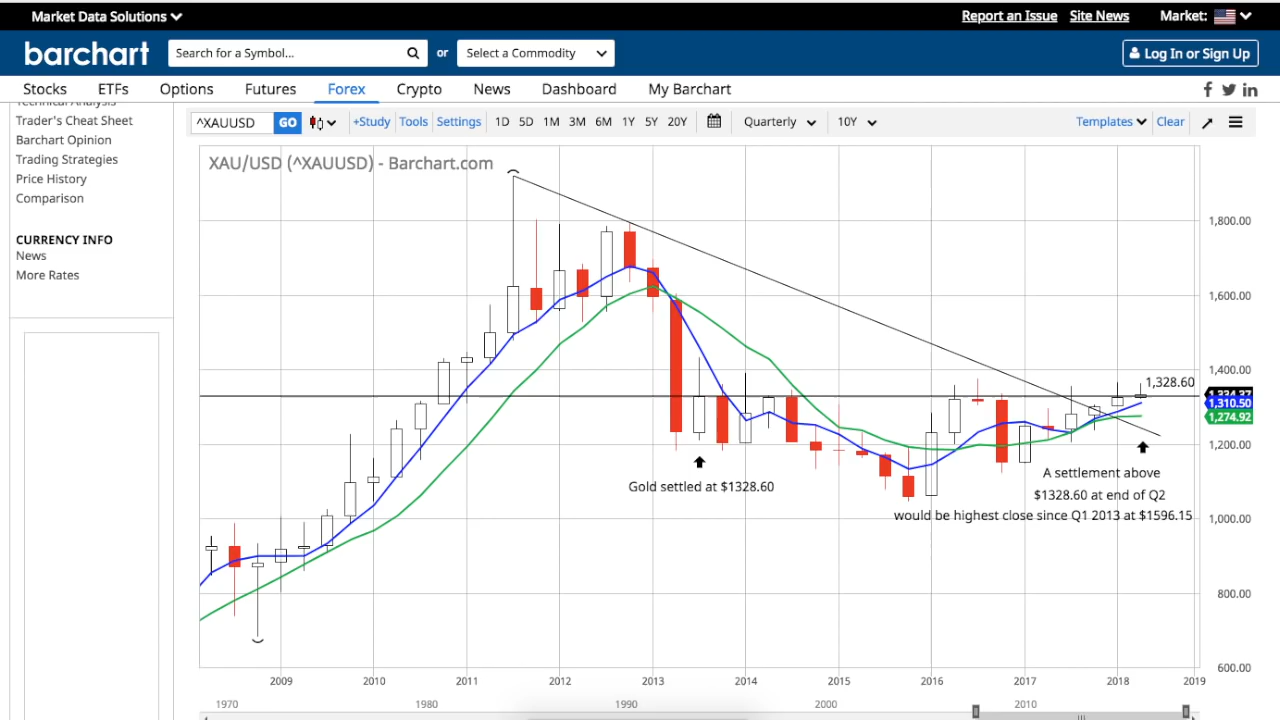 Market Data Solutions
Report an Issue Site News Market:
barchart
Search for a Symbol... or Select a Commodity
Log In or Sign Up
Stocks ETFs Options Futures Forex Crypto News Dashboard My Barchart
Technical Analysis
Trader's Cheat Sheet
Barchart Opinion
Trading Strategies
Price History
Comparison
CURRENCY INFO
News
More Rates
^XAUUSD GO +Study Tools Settings 1D 5D 1M 3M 6M 1Y 5Y 20Y Quarterly 10Y Templates Clear
XAU/USD (^XAUUSD) - Barchart.com
1,800.00
1,600.00
1,400.00
1,328.60
1,334.37
1,310.50
1,274.92
1,200.00
Gold settled at $1328.60
A settlement above
$1328.60 at end of Q2
would be highest close since Q1 2013 at $1596.15
1,000.00
800.00
600.00
2009 2010 2011 2012 2013 2014 2015 2016 2017 2018 2019
1970 1980 1990 2000 2010